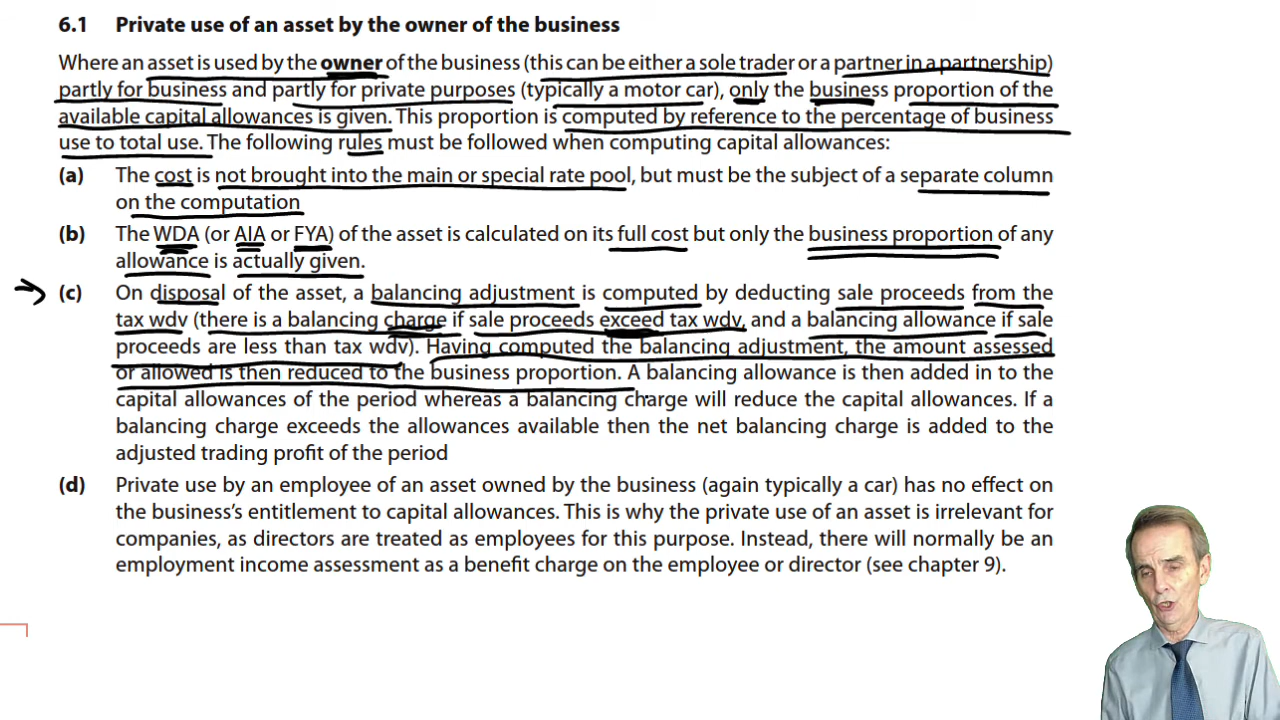 6.1 Private use of an asset by the owner of the business
Where an asset is used by the owner of the business (this can be either a sole trader or a partner in a partnership)
partly for business and partly for private purposes (typically a motor car), only the business proportion of the
available capital allowances is given. This proportion is computed by reference to the percentage of business
use to total use. The following rules must be followed when computing capital allowances:
(a) The cost is not brought into the main or special rate pool, but must be the subject of a separate column
on the computation
(b) The WDA (or AIA or FYA) of the asset is calculated on its full cost but only the business proportion of any
allowance is actually given.
(c) On disposal of the asset, a balancing adjustment is computed by deducting sale proceeds from the
tax wdv (there is a balancing charge if sale proceeds exceed tax wdv, and a balancing allowance if sale
proceeds are less than tax wdv). Having computed the balancing adjustment, the amount assessed
or allowed is then reduced to the business proportion. A balancing allowance is then added in to the
capital allowances of the period whereas a balancing charge will reduce the capital allowances. If a
balancing charge exceeds the allowances available then the net balancing charge is added to the
adjusted trading profit of the period
(d) Private use by an employee of an asset owned by the business (again typically a car) has no effect on
the business's entitlement to capital allowances. This is why the private use of an asset is irrelevant for
companies, as directors are treated as employees for this purpose. Instead, there will normally be an
employment income assessment as a benefit charge on the employee or director (see chapter 9).